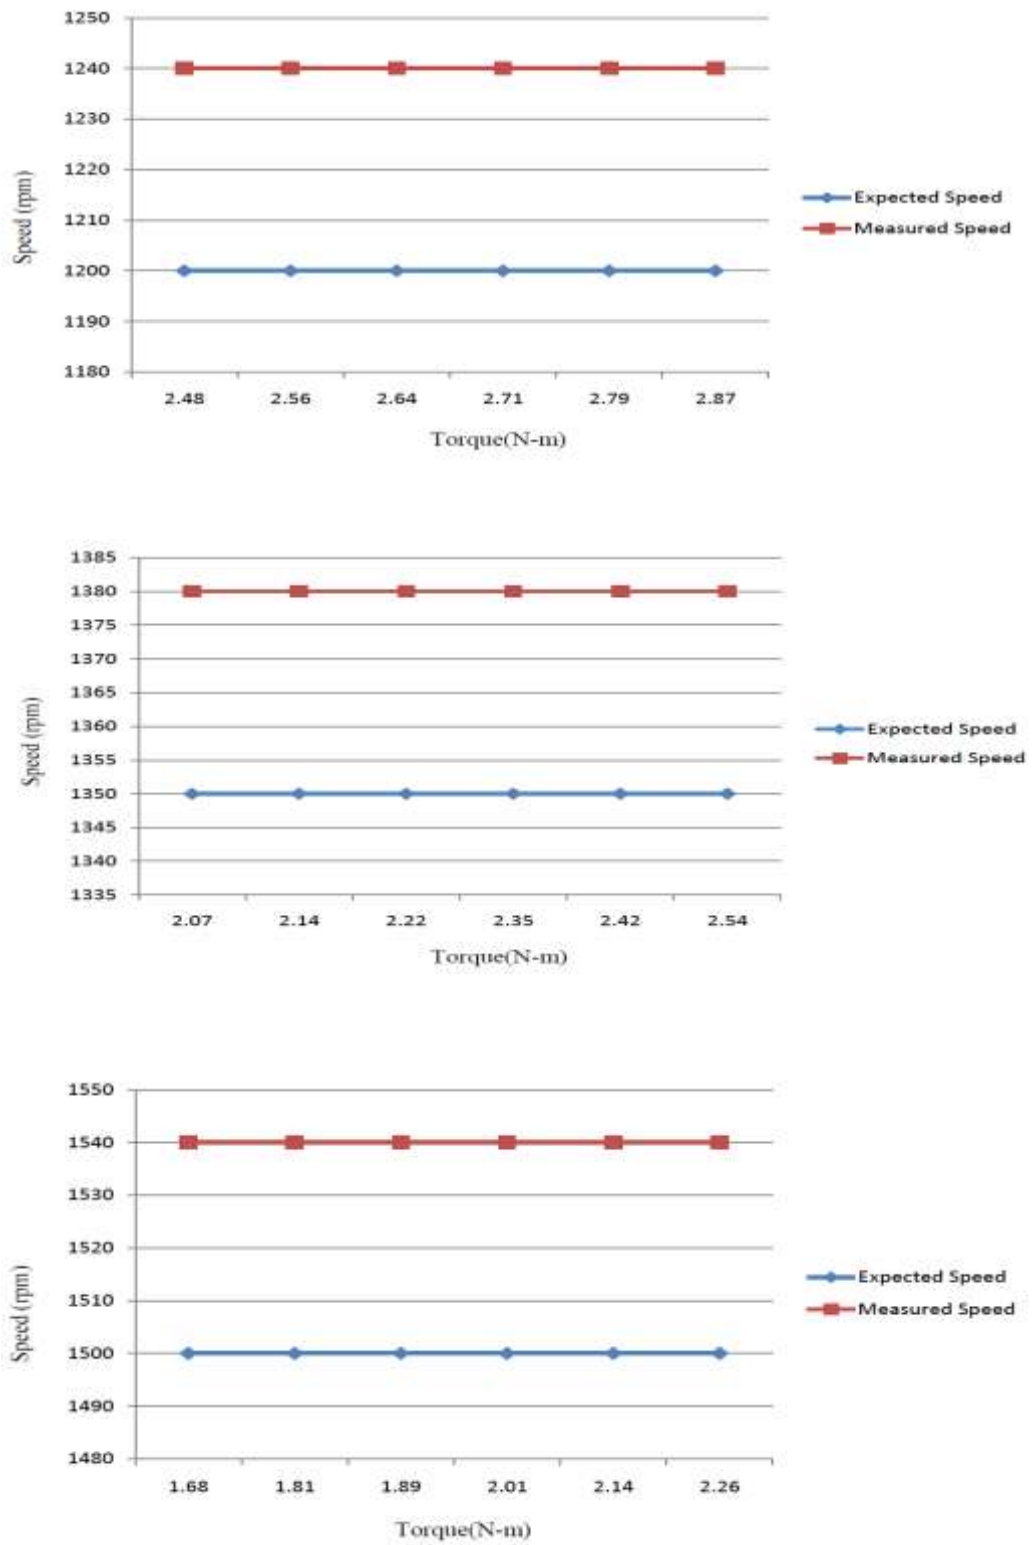 1250
1240
1230
1220
1210
1200
1190
1180
Speed (rpm)
2.48 2.56 2.64 2.71 2.79 2.87
Torque(N-m)
Expected Speed
Measured Speed
1385
1380
1375
1370
1365
1360
1355
1350
1345
1340
1335
Speed (rpm)
2.07 2.14 2.22 2.35 2.42 2.54
Torque(N-m)
Expected Speed
Measured Speed
1550
1540
1530
1520
1510
1500
1490
1480
Speed (rpm)
1.68 1.81 1.89 2.01 2.14 2.26
Torque(N-m)
Expected Speed
Measured Speed